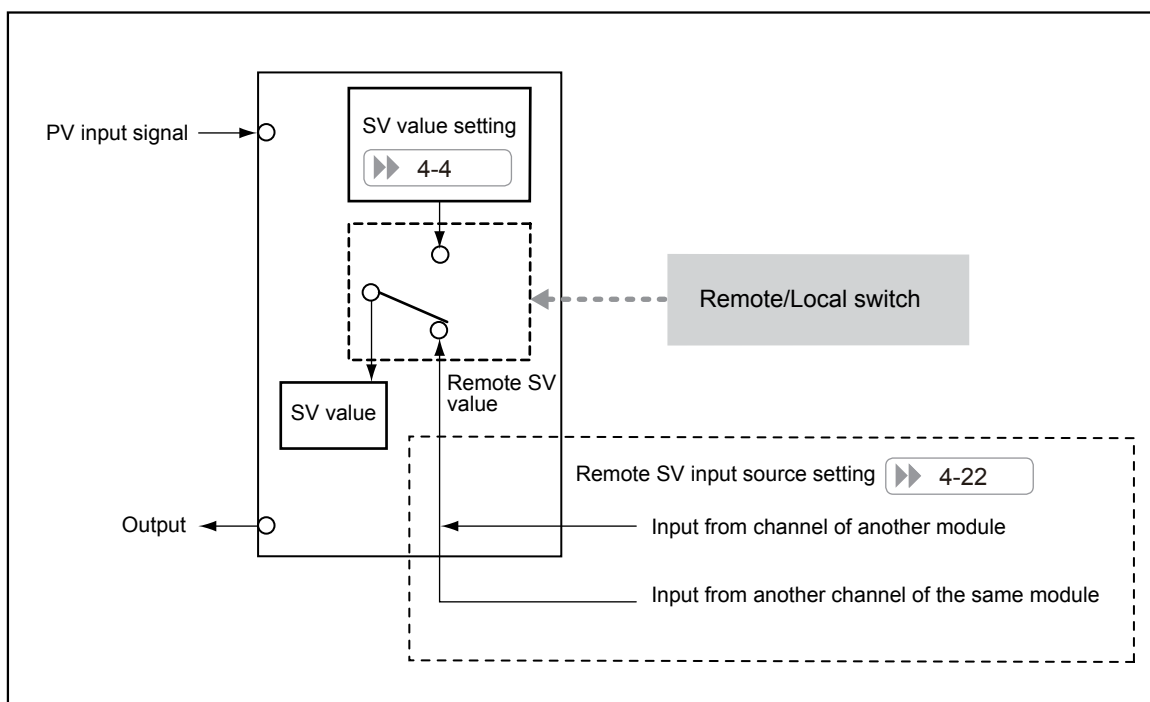 PV input signal
SV value setting
4-4
Remote/Local switch
Remote SV
value
SV value
Remote SV input source setting
4-22
Output
Input from channel of another module
Input from another channel of the same module